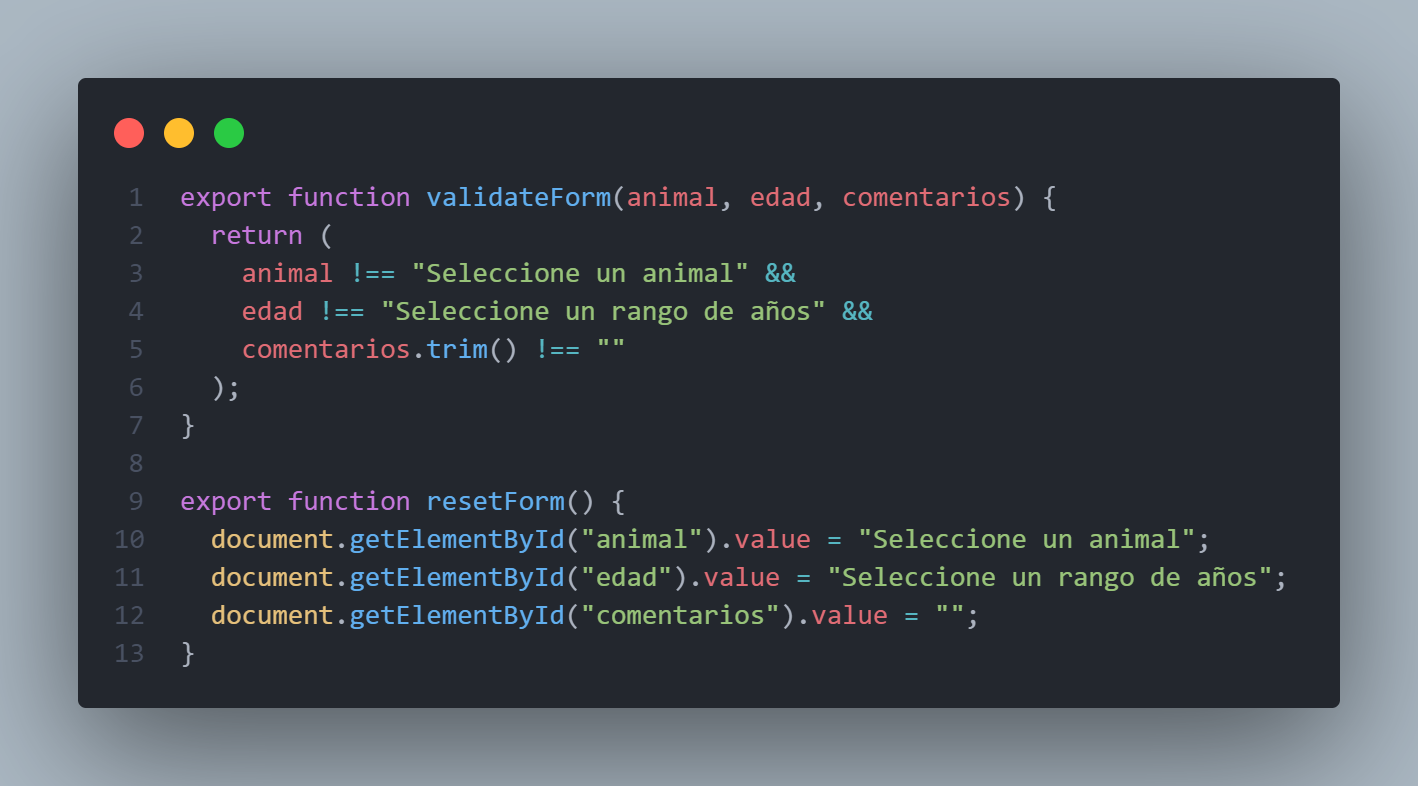 1 export function validateForm(animal, edad, comentarios) {
2   return (
3     animal !== "Seleccione un animal" &&
4     edad !== "Seleccione un rango de años" &&
5     comentarios.trim() !== ""
6   );
7 }
8
9 export function resetForm() {
10   document.getElementById("animal").value = "Seleccione un animal";
11   document.getElementById("edad").value = "Seleccione un rango de años";
12   document.getElementById("comentarios").value = "";
13 }